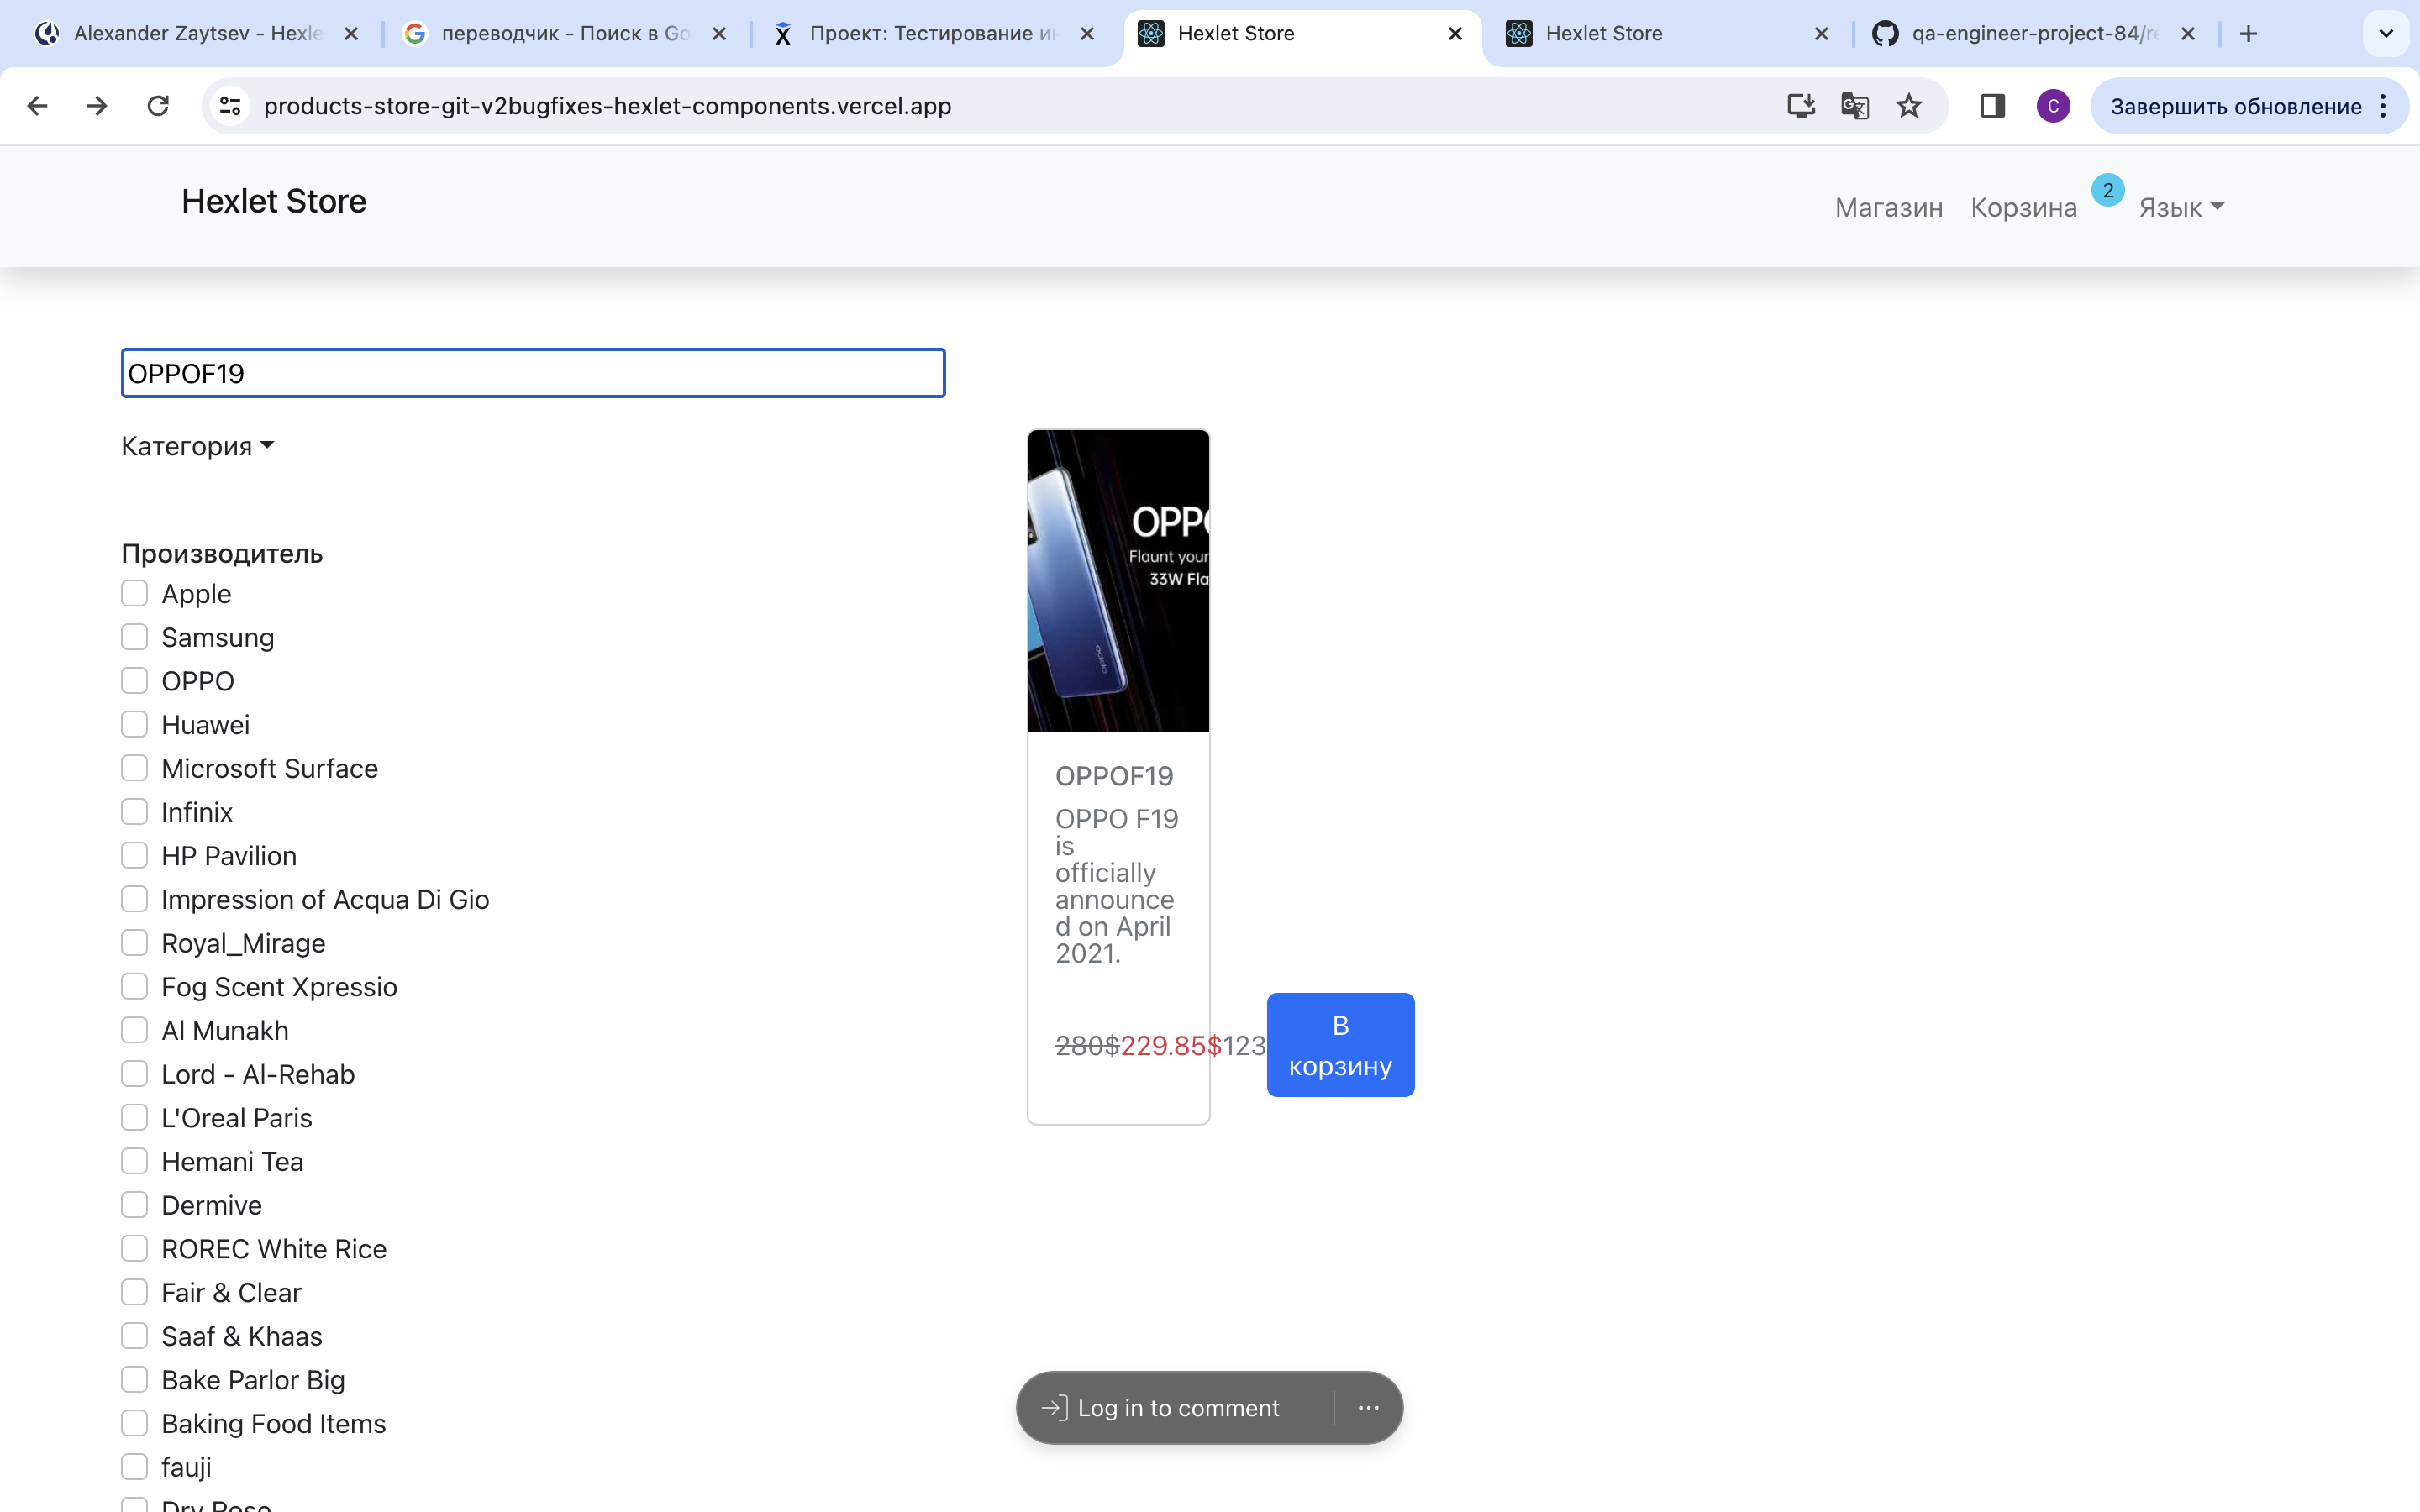 Alexander Zaytsev - Hexle
переводчик - Поиск в Go
Проект: Тестирование ин
Hexlet Store
Hexlet Store
qa-engineer-project-84/re
products-store-git-v2bugfixes-hexlet-components.vercel.app
C
Завершить обновление
Hexlet Store
Магазин
Корзина
2
Язык
OPPOF19
Категория
Производитель
Apple
Samsung
OPPO
Huawei
Microsoft Surface
Infinix
HP Pavilion
Impression of Acqua Di Gio
Royal_Mirage
Fog Scent Xpressio
Al Munakh
Lord - Al-Rehab
L'Oreal Paris
Hemani Tea
Dermive
ROREC White Rice
Fair & Clear
Saaf & Khaas
Bake Parlor Big
Baking Food Items
fauji
Dry Rose
OPPO
Flaunt your
33W Fla
oppo
OPPOF19
OPPO F19
is
officially
announce
d on April
2021.
280$229.85$123
В
корзину
Log in to comment